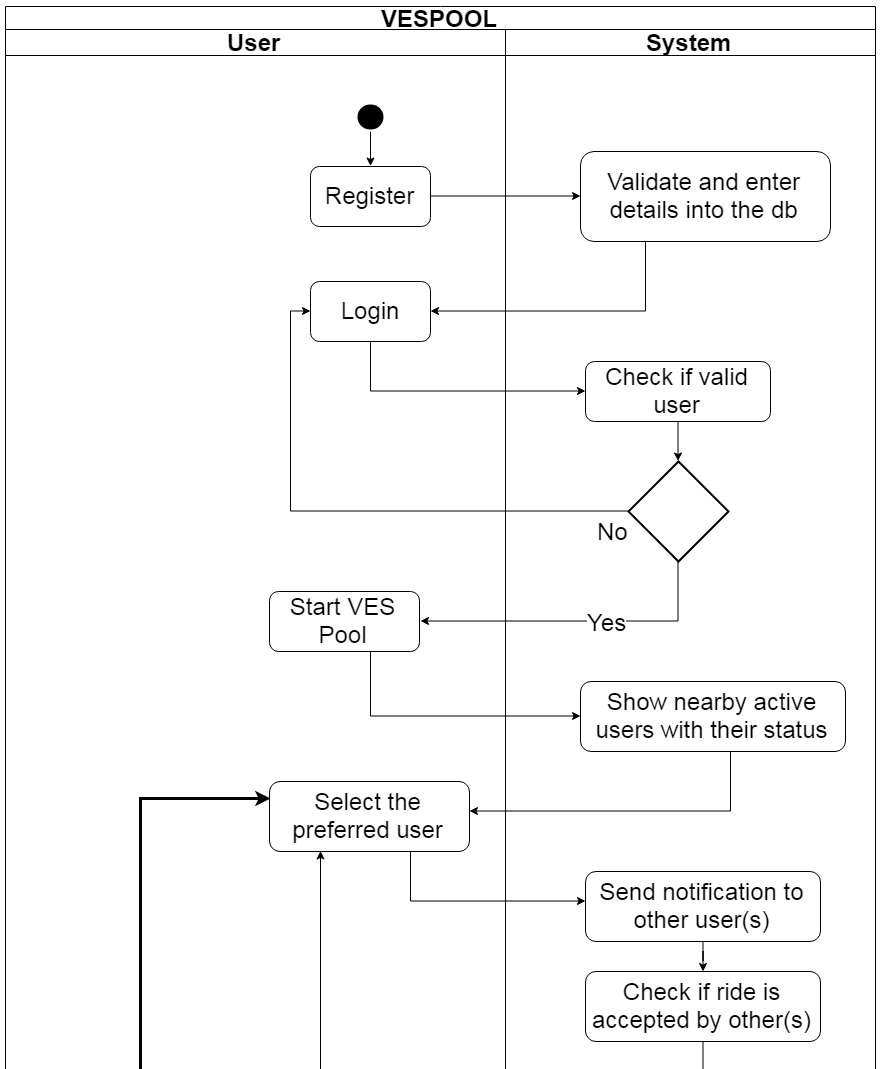 VESPOOL
User
System
Register
Validate and enter
details into the db
Login
Check if valid
user
No
Start VES
Pool
Yes
Show nearby active
users with their status
Select the
preferred user
Send notification to
other user(s)
Check if ride is
accepted by other(s)